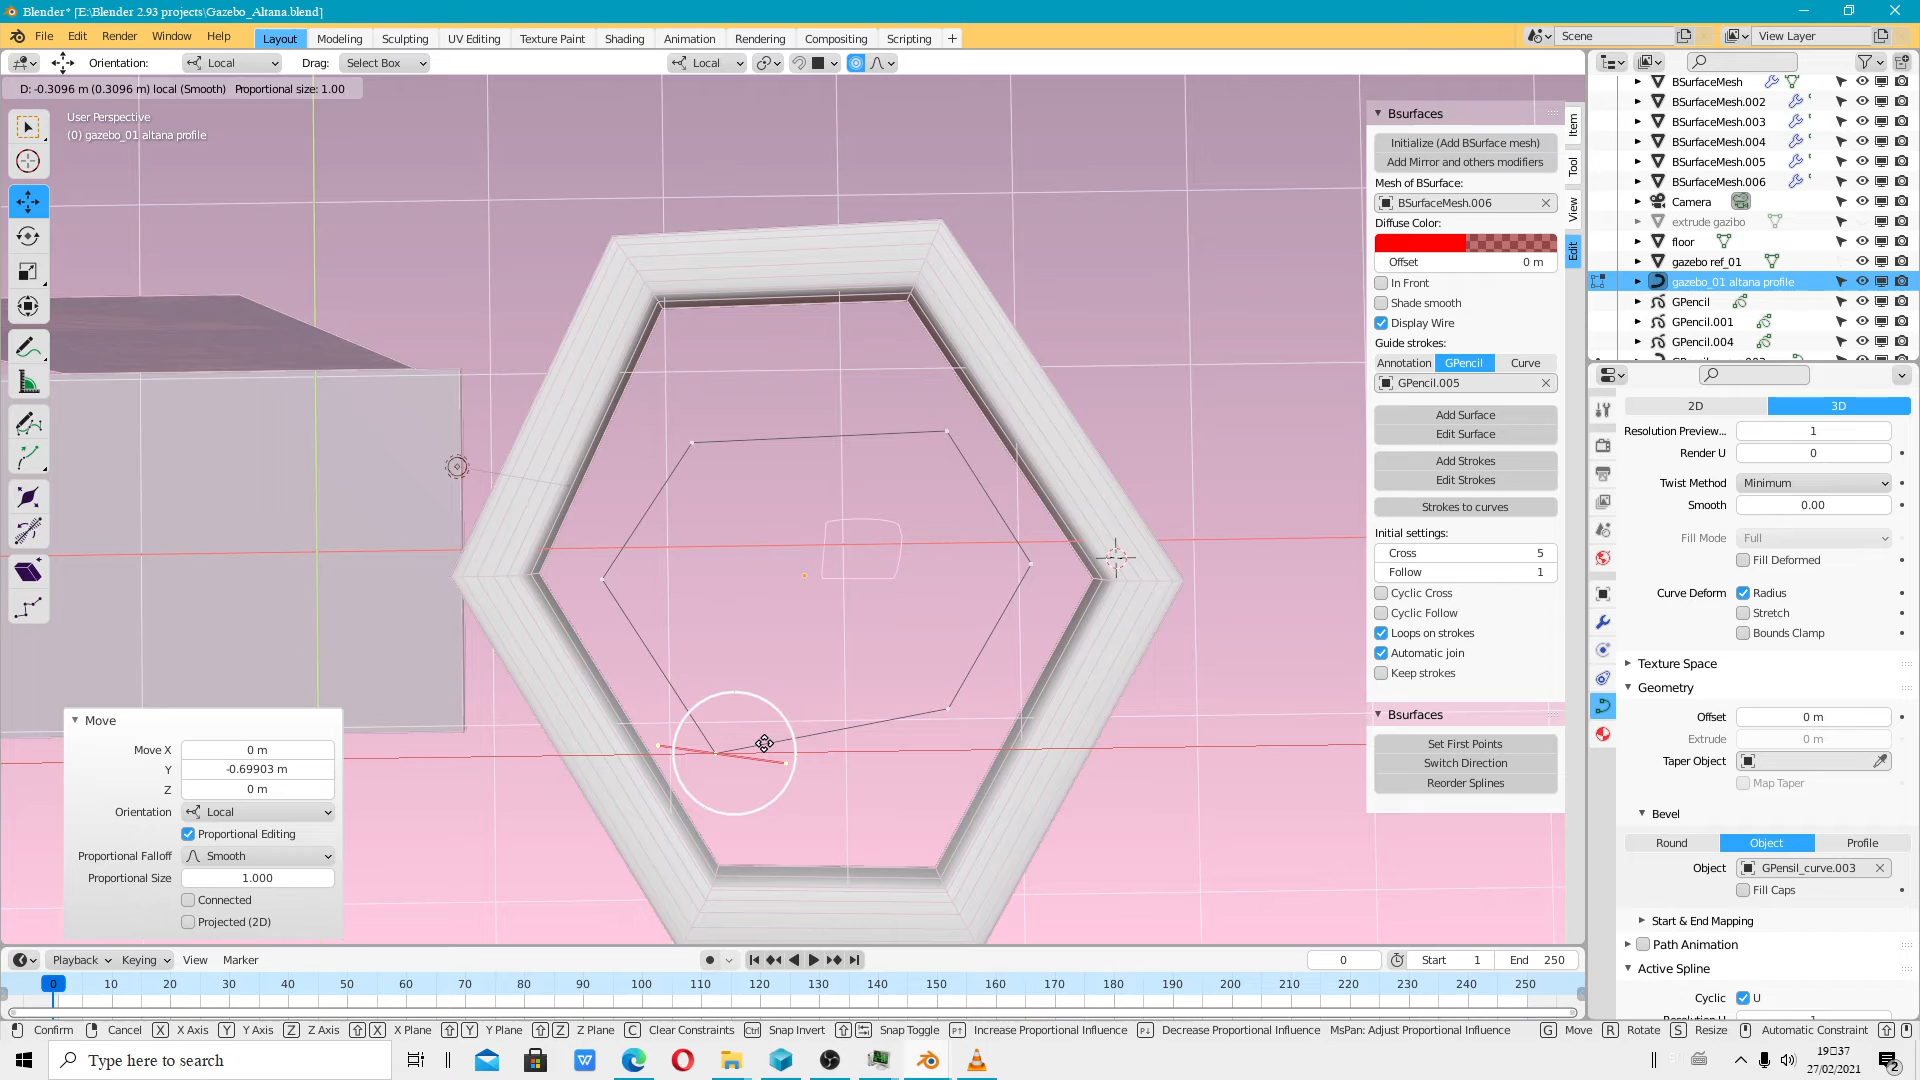 Blender* [E:\Blender 2.93 projects\Gazebo_Altana.blend]
File Edit Render Window Help Layout Modeling Sculpting UV Editing Texture Paint Shading Animation Rendering Compositing Scripting + Scene View Layer
Orientation: Local Drag: Select Box Local
D: -0.3096 m (0.3096 m) local (Smooth) Proportional size: 1.00
User Perspective
(0) gazebo_01 altana profile
Bsurfaces
Initialize (Add BSurface mesh)
Add Mirror and others modifiers
Mesh of BSurface:
BSurfaceMesh.006
Diffuse Color:
Offset 0 m
In Front
Shade smooth
Display Wire
Guide strokes:
Annotation GPencil Curve
GPencil.005
Add Surface
Edit Surface
Add Strokes
Edit Strokes
Strokes to curves
Initial settings:
Cross 5
Follow 1
Cyclic Cross
Cyclic Follow
Loops on strokes
Automatic join
Keep strokes
Bsurfaces
Set First Points
Switch Direction
Reorder Splines
Item
Tool
View
Edit
BSurfaceMesh
BSurfaceMesh.002
BSurfaceMesh.003
BSurfaceMesh.004
BSurfaceMesh.005
BSurfaceMesh.006
Camera
extrude gazibo
floor
gazebo ref_01
gazebo_01 altana profile
GPencil
GPencil.001
GPencil.004
2D 3D
Resolution Preview... 1
Render U 0
Twist Method Minimum
Smooth 0.00
Fill Mode Full
Fill Deformed
Curve Deform Radius
Stretch
Bounds Clamp
Texture Space
Geometry
Offset 0 m
Extrude 0 m
Taper Object
Map Taper
Bevel
Round Object Profile
Object GPensil_curve.003
Fill Caps
Start & End Mapping
Path Animation
Active Spline
Cyclic U
Move
Move X 0 m
Y -0.69903 m
Z 0 m
Orientation Local
Proportional Editing
Proportional Falloff Smooth
Proportional Size 1.000
Connected
Projected (2D)
Playback Keying View Marker 0 Start 1 End 250
0 10 20 30 40 50 60 70 80 90 100 110 120 130 140 150 160 170 180 190 200 210 220 230 240 250
Confirm Cancel X X Axis Y Y Axis Z Z Axis X X Plane Y Y Plane Z Z Plane C Clear Constraints Ctrl Snap Invert Snap Toggle Increase Proportional Influence Decrease Proportional Influence MsPan: Adjust Proportional Influence G Move R Rotate S Resize Automatic Constraint
Type here to search
19:37
27/02/2021
2